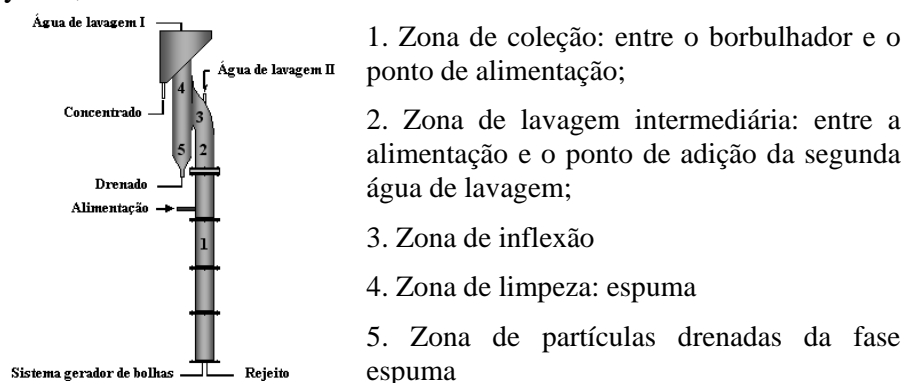 Água de lavagem I
Água de lavagem II
4
3
Concentrado
5
2
Drenado
Alimentação
1
Sistema gerador de bolhas
Rejeito
1. Zona de coleção: entre o borbulhador e o
ponto de alimentação;
2. Zona de lavagem intermediária: entre a
alimentação e o ponto de adição da segunda
água de lavagem;
3. Zona de inflexão
4. Zona de limpeza: espuma
5. Zona de partículas drenadas da fase
espuma